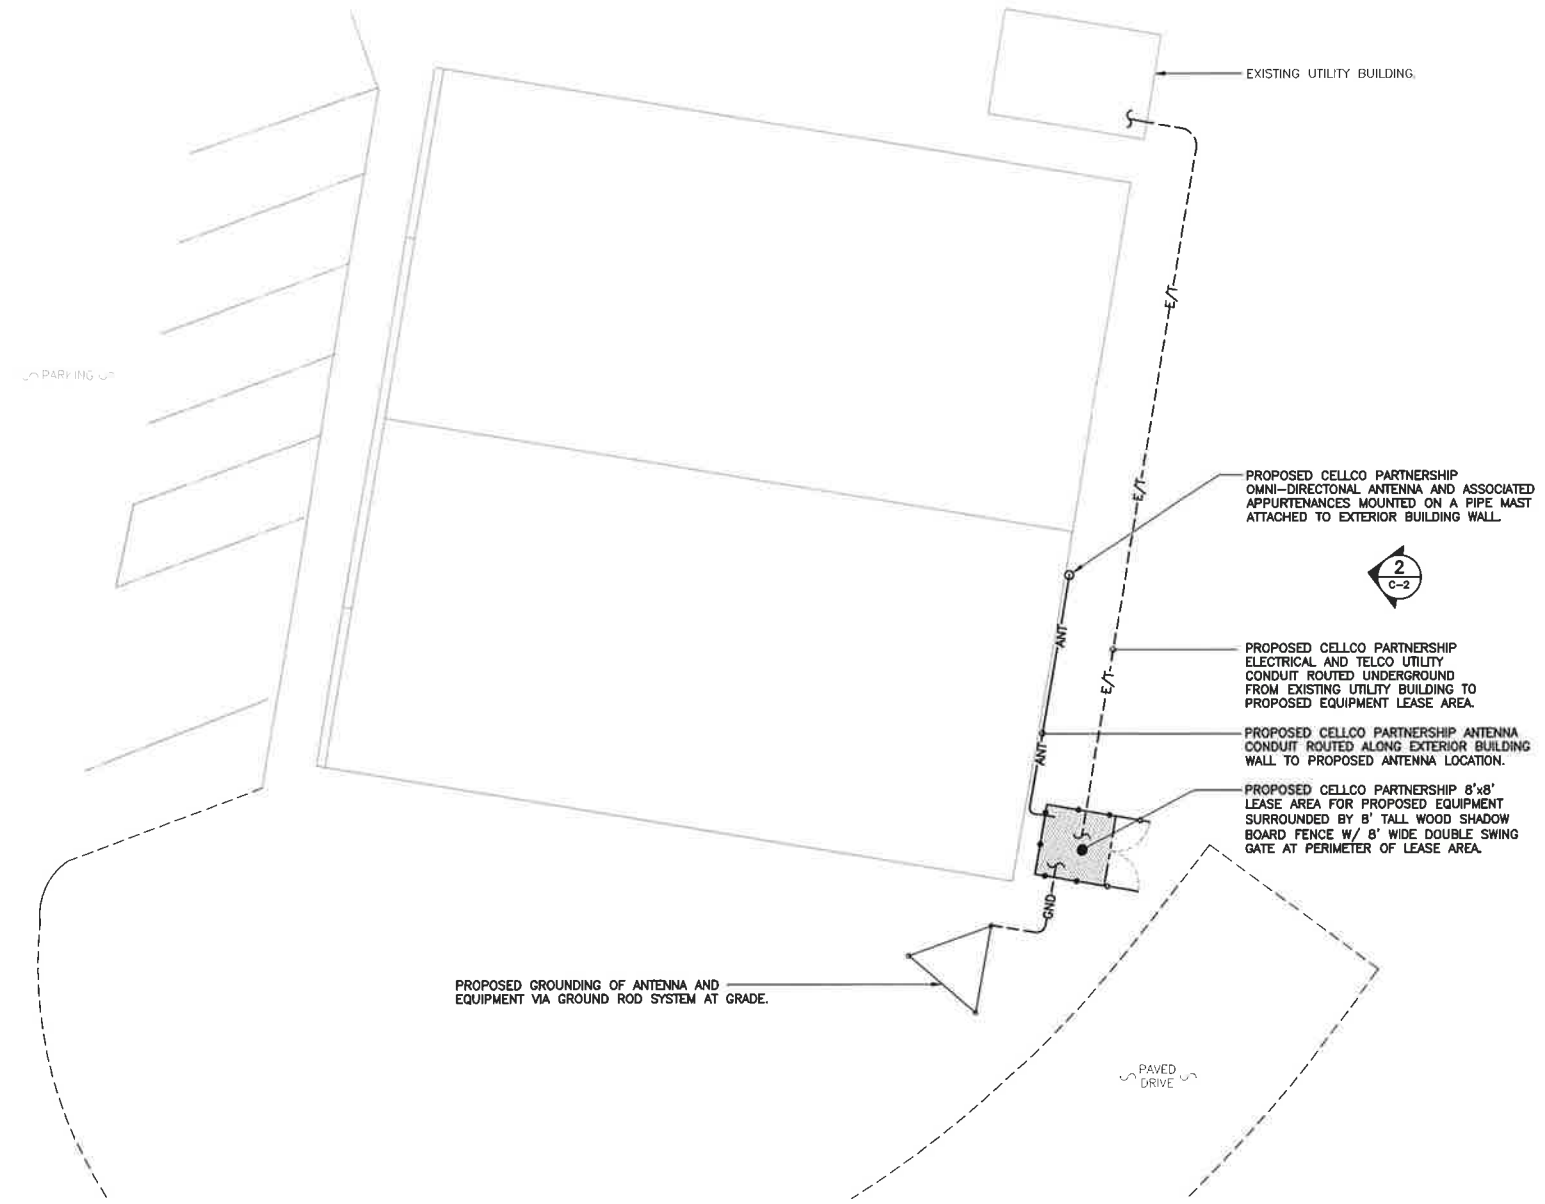 EXISTING UTILITY BUILDING.
E/T
PARKING
E/T
PROPOSED CELLCO PARTNERSHIP
OMNI-DIRECTONAL ANTENNA AND ASSOCIATED
APPURTENANCES MOUNTED ON A PIPE MAST
ATTACHED TO EXTERIOR BUILDING WALL.
2
C-2
ANT
PROPOSED CELLCO PARTNERSHIP
ELECTRICAL AND TELCO UTILITY
CONDUIT ROUTED UNDERGROUND
FROM EXISTING UTILITY BUILDING TO
PROPOSED EQUIPMENT LEASE AREA.
E/T
PROPOSED CELLCO PARTNERSHIP ANTENNA
CONDUIT ROUTED ALONG EXTERIOR BUILDING
WALL TO PROPOSED ANTENNA LOCATION.
ANT
PROPOSED CELLCO PARTNERSHIP 8'x8'
LEASE AREA FOR PROPOSED EQUIPMENT
SURROUNDED BY 8' TALL WOOD SHADOW
BOARD FENCE W/ 8' WIDE DOUBLE SWING
GATE AT PERIMETER OF LEASE AREA.
GND
PROPOSED GROUNDING OF ANTENNA AND
EQUIPMENT VIA GROUND ROD SYSTEM AT GRADE.
PAVED
DRIVE